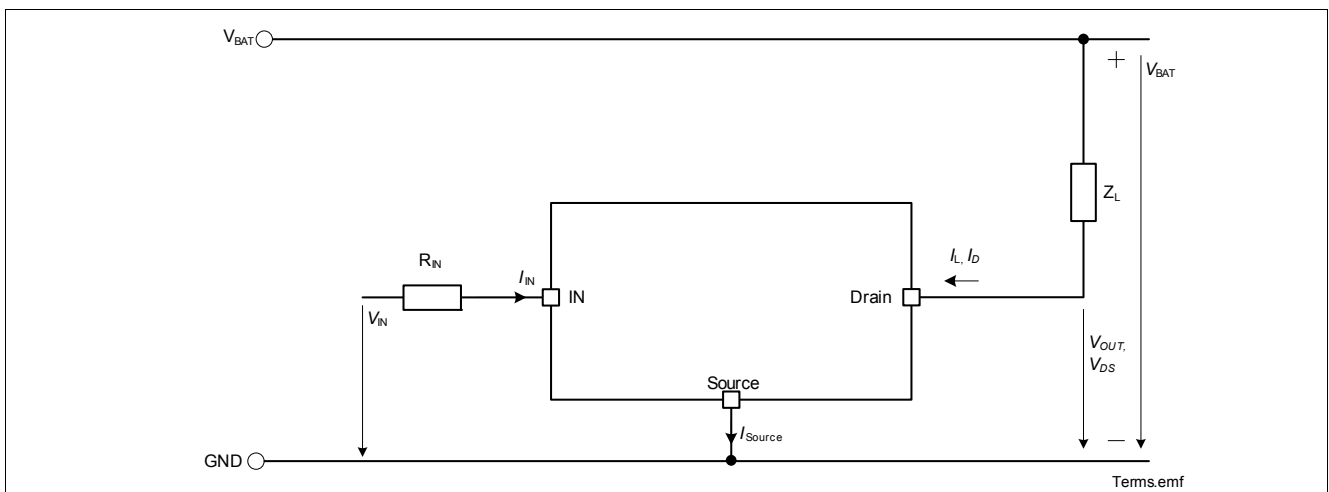 VBAT
+
VBAT
ZL
RIN
IIN
IL, ID
IN
Drain
VIN
VOUT,
VDS
Source
ISource
—
GND
Terms.emf